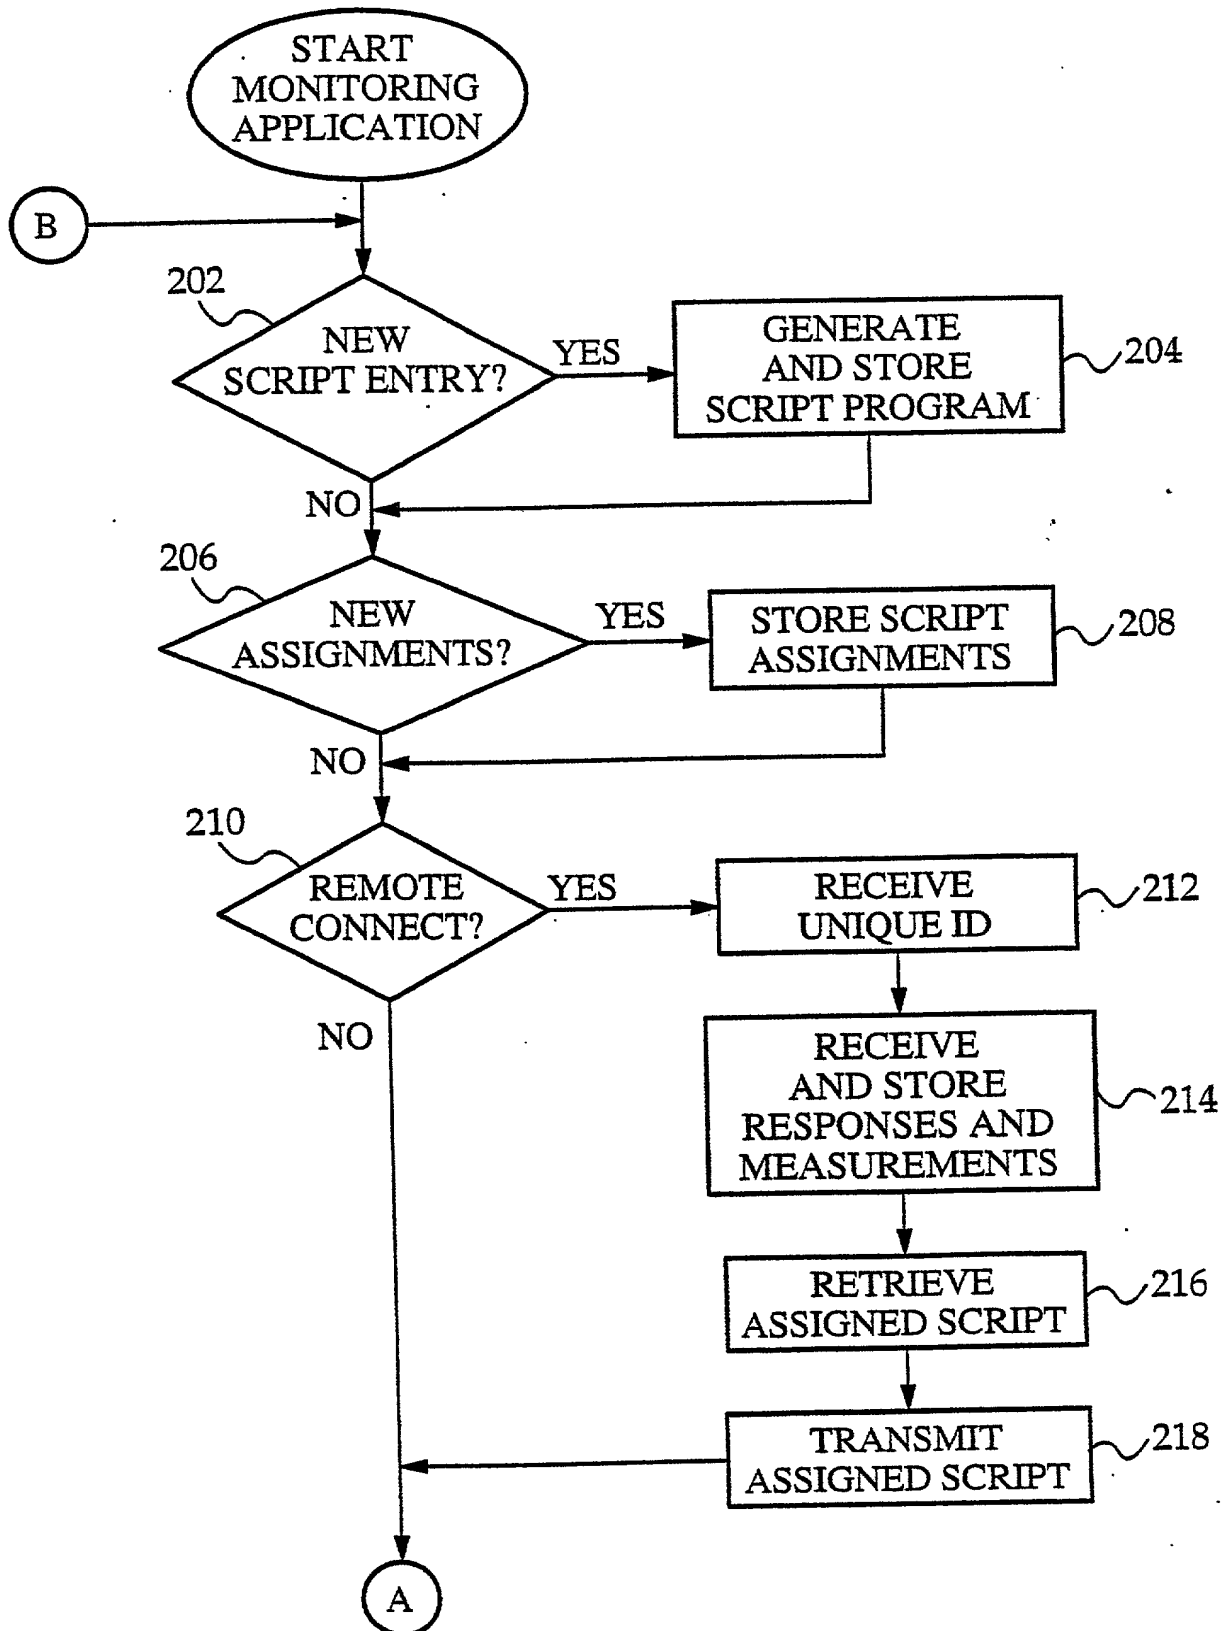 START
MONITORING
APPLICATION
B
202
NEW
SCRIPT ENTRY?
YES
GENERATE
AND STORE
SCRIPT PROGRAM
204
NO
206
NEW
ASSIGNMENTS?
YES
STORE SCRIPT
ASSIGNMENTS
208
NO
210
REMOTE
CONNECT?
YES
RECEIVE
UNIQUE ID
212
NO
RECEIVE
AND STORE
RESPONSES AND
MEASUREMENTS
214
RETRIEVE
ASSIGNED SCRIPT
216
TRANSMIT
ASSIGNED SCRIPT
218
A